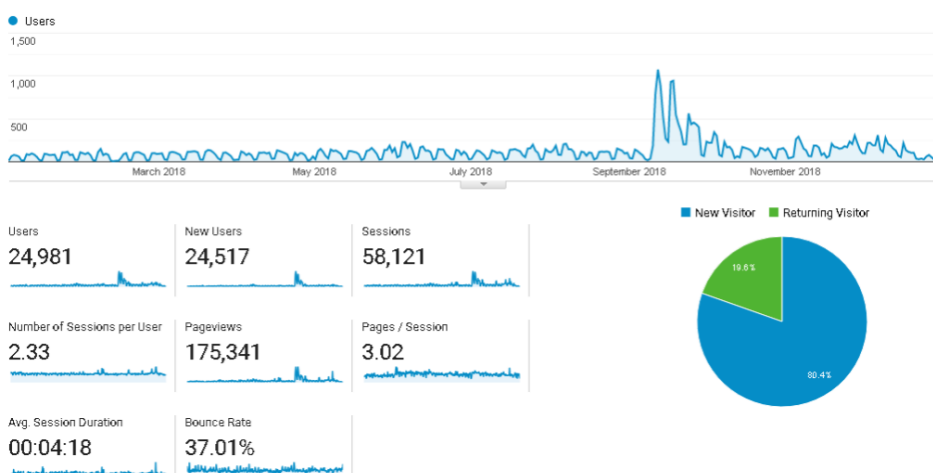 Users
1,500
1,000
500
March 2018 May 2018 July 2018 September 2018 November 2018
New Visitor Returning Visitor
Users New Users Sessions
24,981 24,517 58,121
19.6%
Number of Sessions per User Pageviews Pages / Session
2.33 175,341 3.02
80.4%
Avg. Session Duration Bounce Rate
00:04:18 37.01%